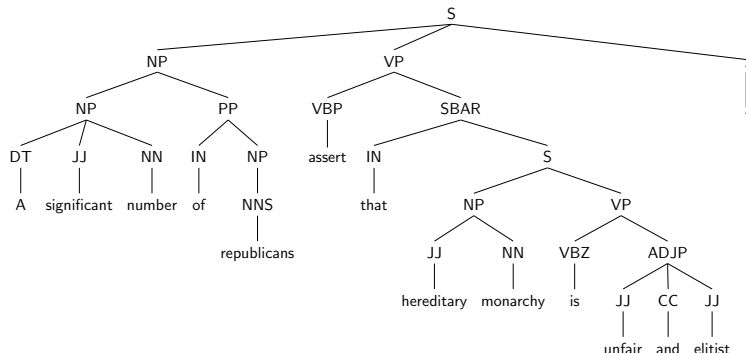 S
NP VP
NP PP VBP SBAR
DT JJ NN IN NP assert IN S
A significant number of NNS that NP VP
republicans JJ NN VBZ ADJP
hereditary monarchy is JJ CC JJ
unfair and elitist